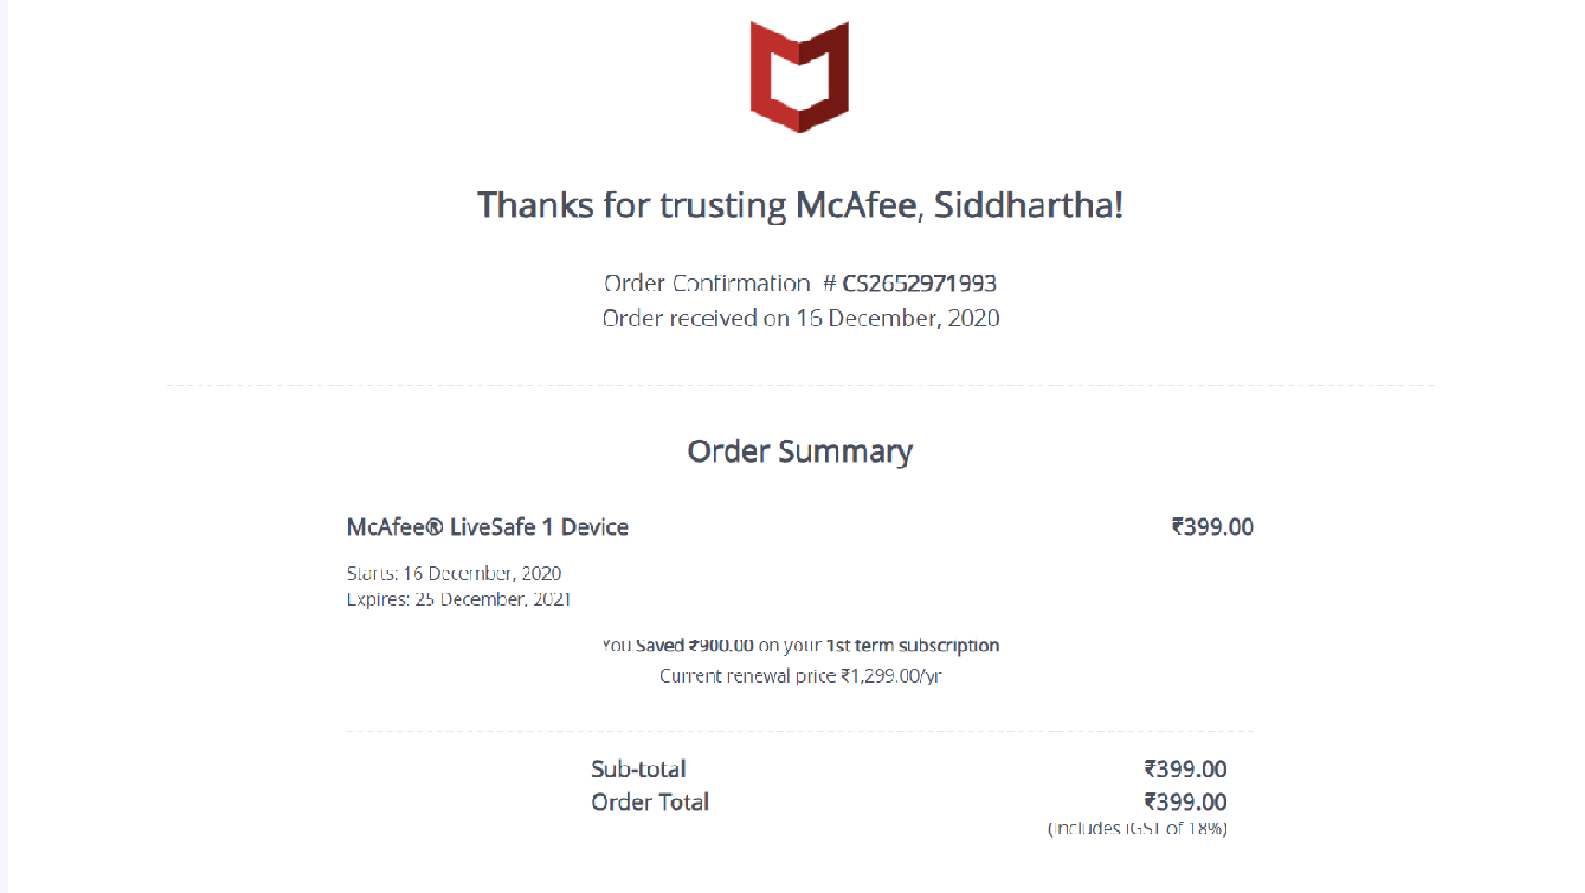 Thanks for trusting McAfee, Siddhartha!
Order Confirmation # CS2652971993
Order received on 16 December, 2020
Order Summary
McAfee® LiveSafe 1 Device ₹399.00
Starts: 16 December, 2020
Expires: 25 December, 2021
You Saved ₹900.00 on your 1st term subscription
Current renewal price ₹1,299.00/yr
Sub-total ₹399.00
Order Total ₹399.00
(Includes IGST of 18%)